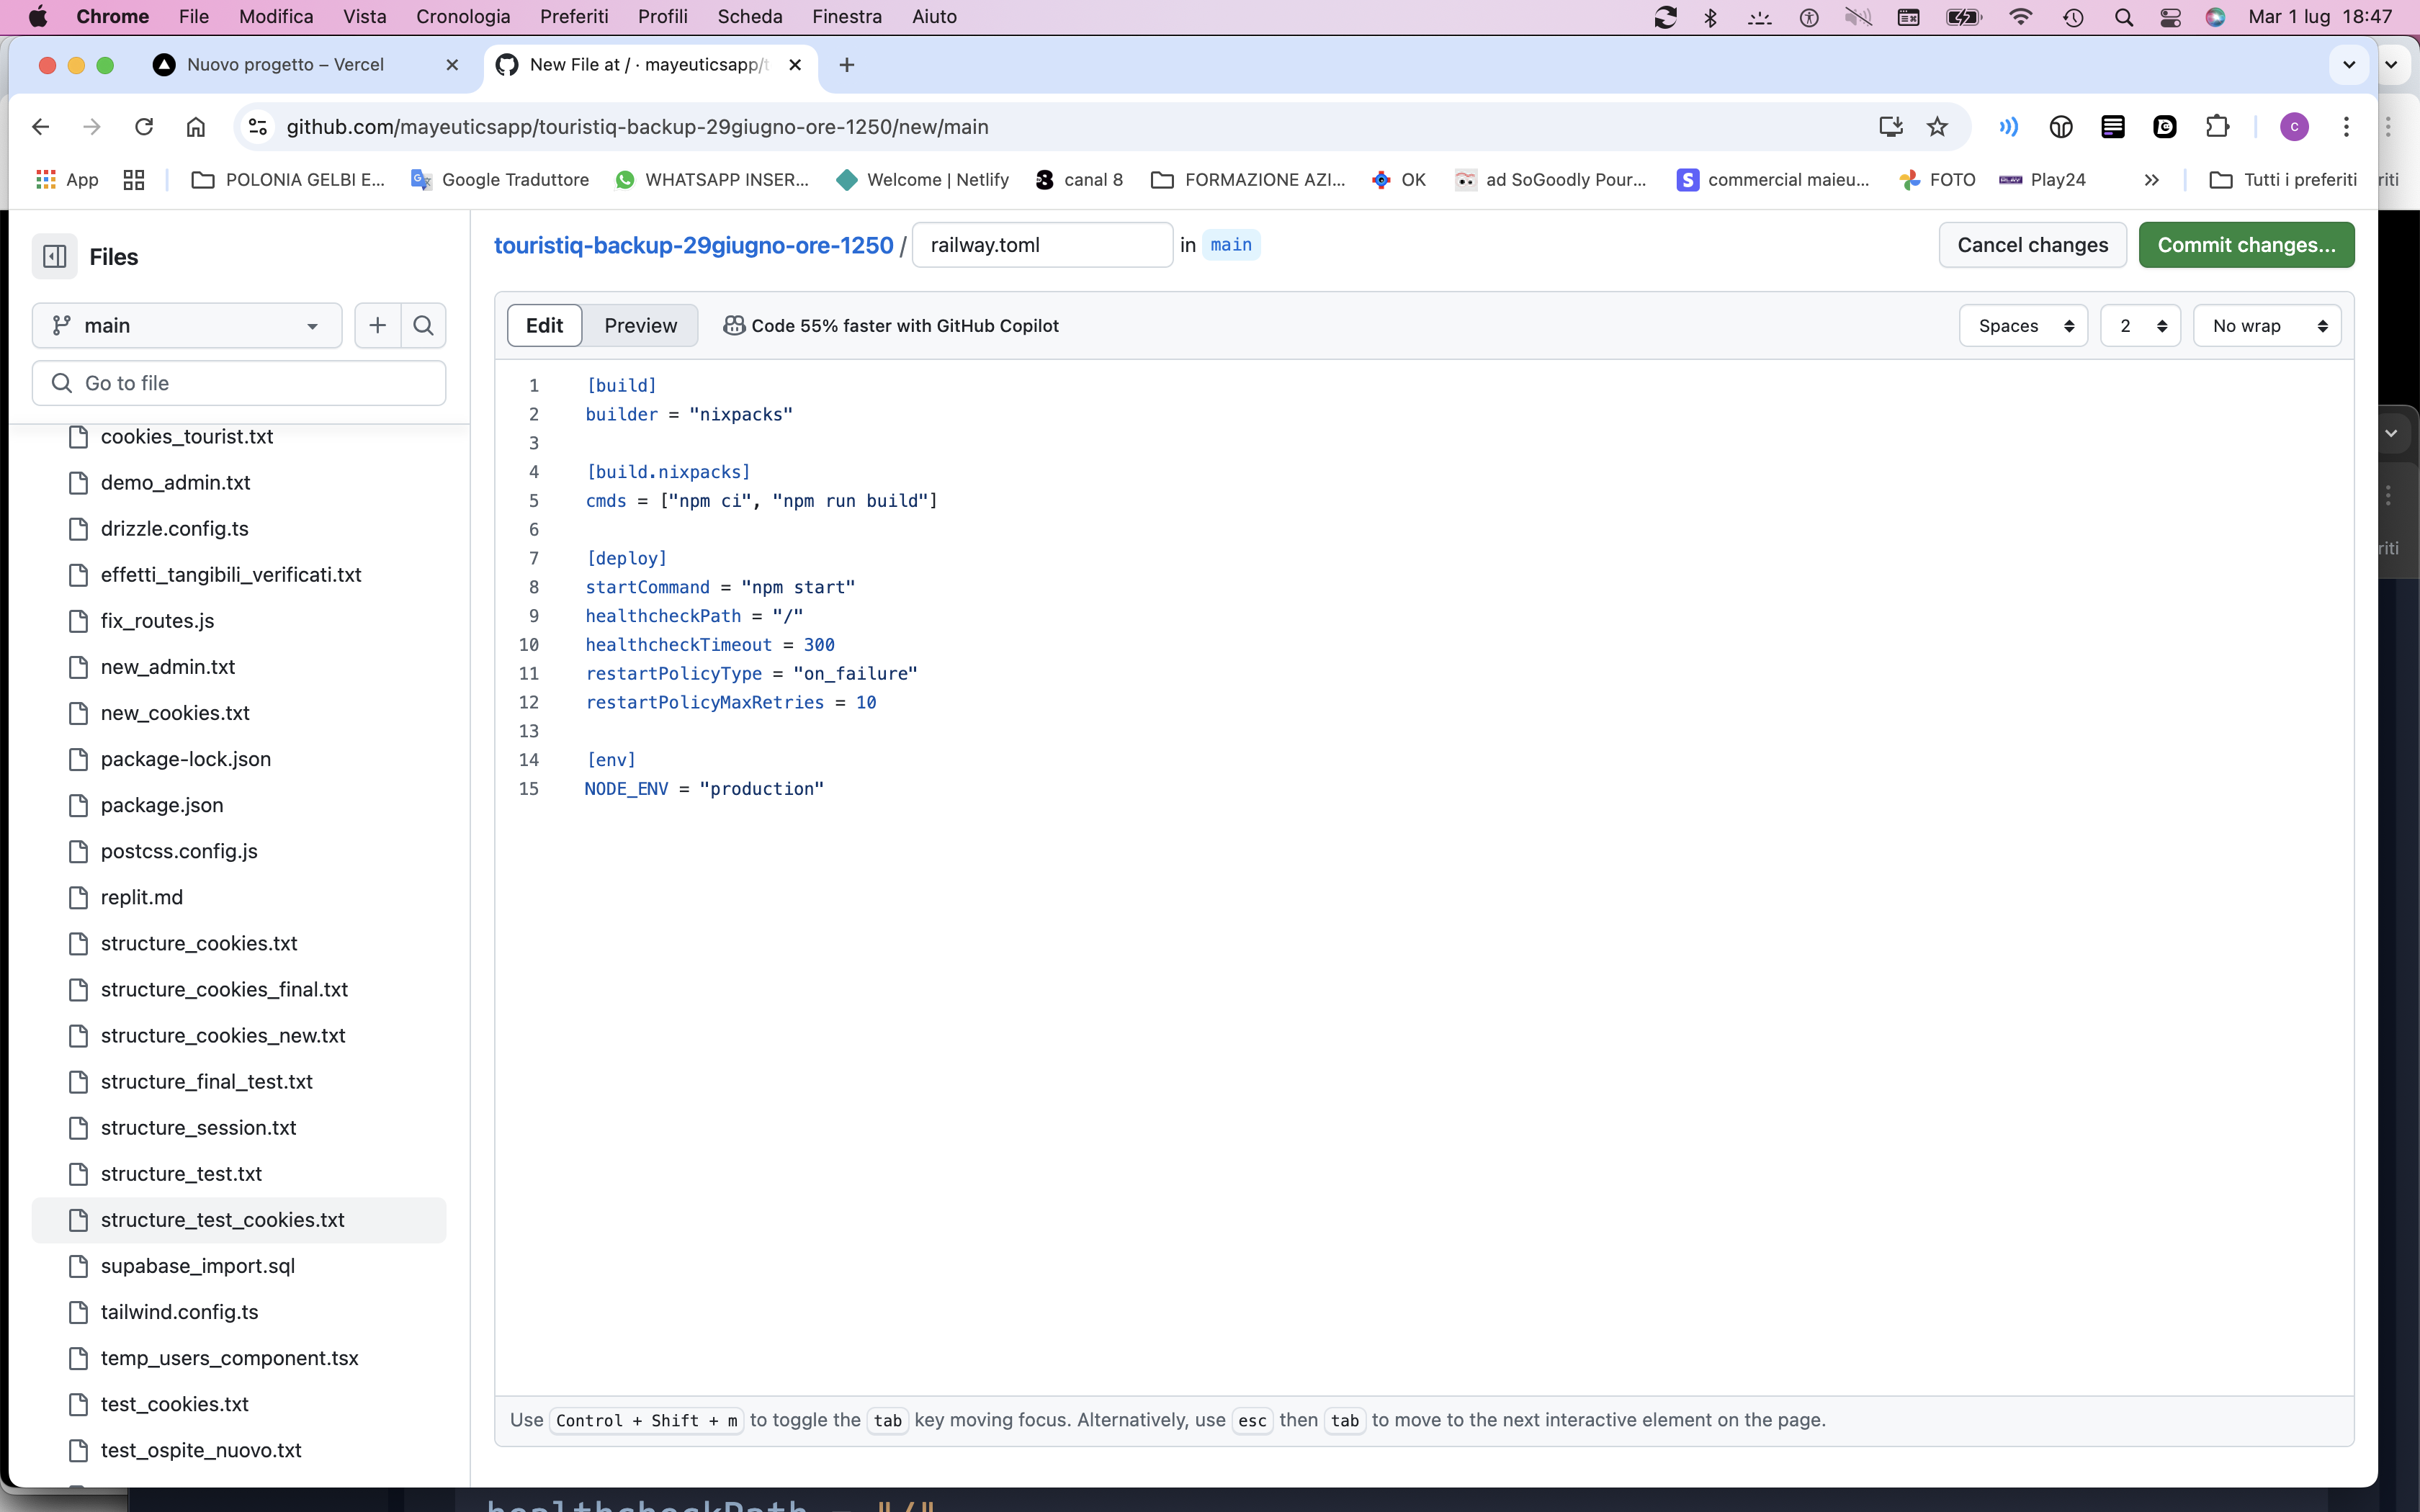 Chrome File Modifica Vista Cronologia Preferiti Profili Scheda Finestra Aiuto Mar 1 lug 18:47
Nuovo progetto – Vercel
New File at / · mayeuticsapp/t
github.com/mayeuticsapp/touristiq-backup-29giugno-ore-1250/new/main
App POLONIA GELBI E... Google Traduttore WHATSAPP INSER... Welcome | Netlify canal 8 FORMAZIONE AZI... OK ad SoGoodly Pour... commercial maieu... FOTO Play24 Tutti i preferiti riti
Files
main
Go to file
cookies_tourist.txt
demo_admin.txt
drizzle.config.ts
effetti_tangibili_verificati.txt
fix_routes.js
new_admin.txt
new_cookies.txt
package-lock.json
package.json
postcss.config.js
replit.md
structure_cookies.txt
structure_cookies_final.txt
structure_cookies_new.txt
structure_final_test.txt
structure_session.txt
structure_test.txt
structure_test_cookies.txt
supabase_import.sql
tailwind.config.ts
temp_users_component.tsx
test_cookies.txt
test_ospite_nuovo.txt
touristiq-backup-29giugno-ore-1250 / railway.toml in main
Cancel changes Commit changes...
Edit Preview Code 55% faster with GitHub Copilot Spaces 2 No wrap
1 [build]
2 builder = "nixpacks"
3
4 [build.nixpacks]
5 cmds = ["npm ci", "npm run build"]
6
7 [deploy]
8 startCommand = "npm start"
9 healthcheckPath = "/"
10 healthcheckTimeout = 300
11 restartPolicyType = "on_failure"
12 restartPolicyMaxRetries = 10
13
14 [env]
15 NODE_ENV = "production"
riti
Use Control + Shift + m to toggle the tab key moving focus. Alternatively, use esc then tab to move to the next interactive element on the page.
healthcheckPath = "/"